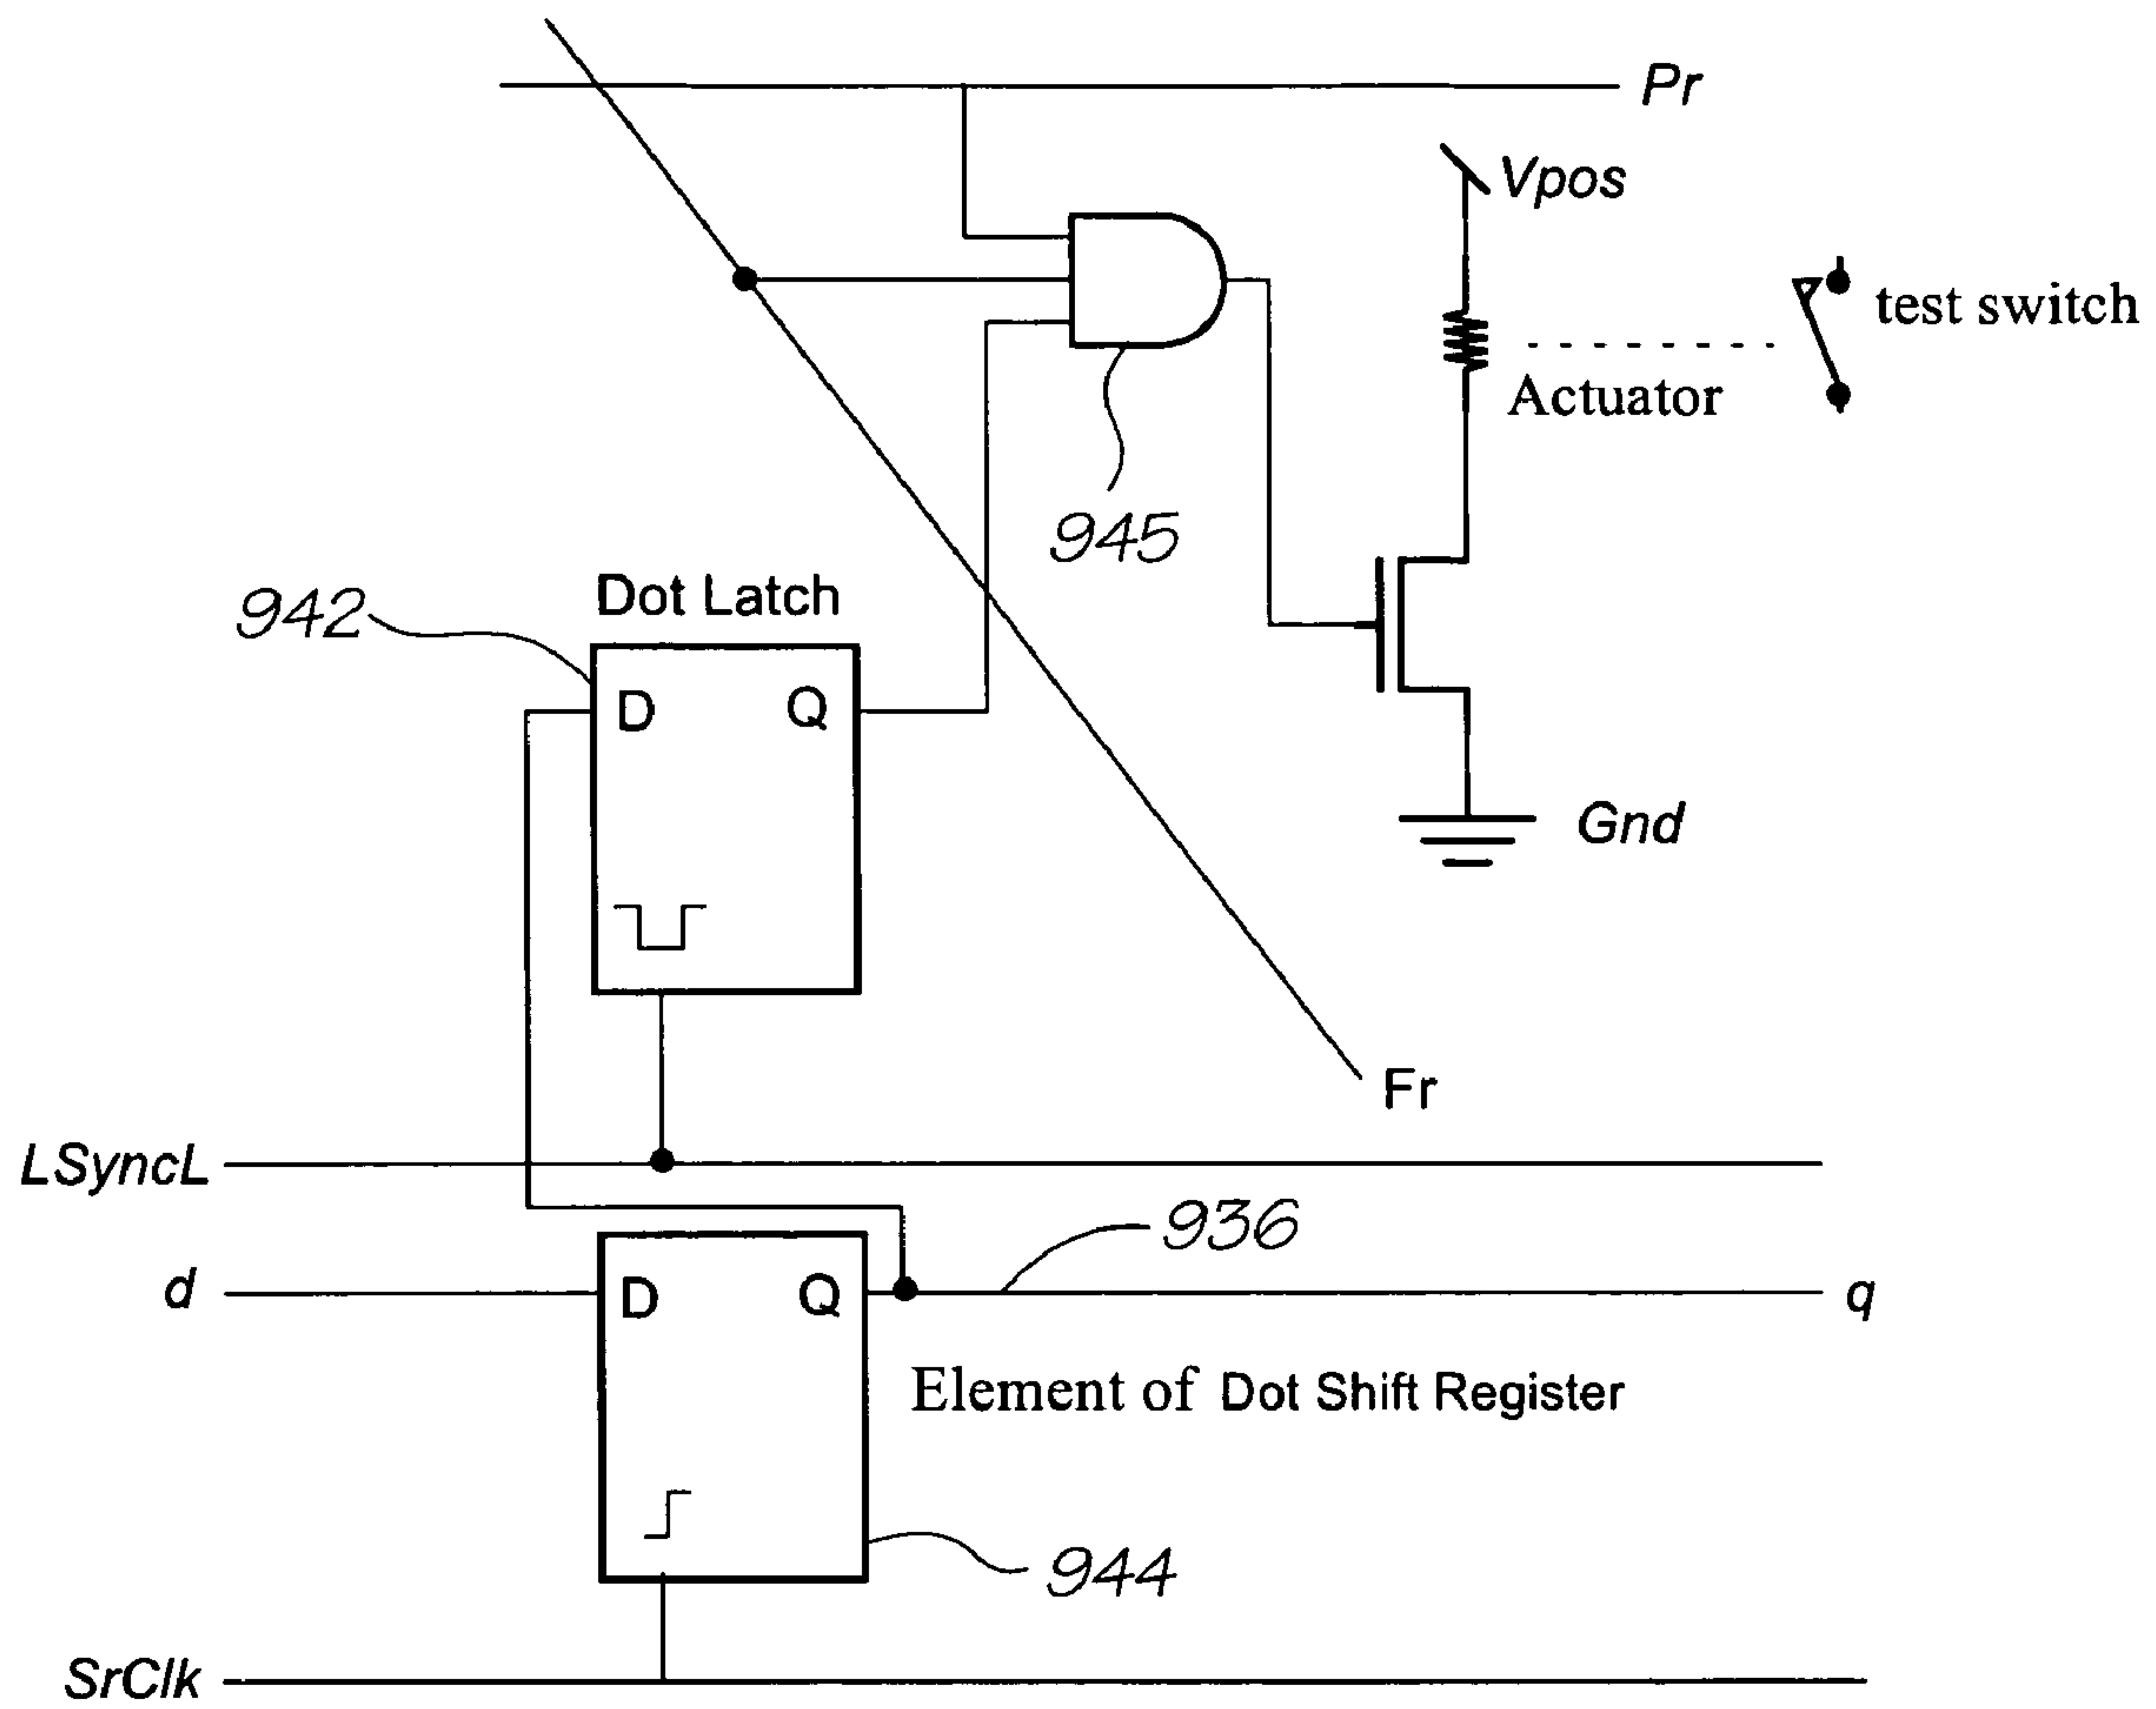 Pr
Vpos
test switch
Actuator
945
Dot Latch
942
D Q
Gnd
Fr
LSyncL
936
d
D Q
q
Element of Dot Shift Register
944
SrClk